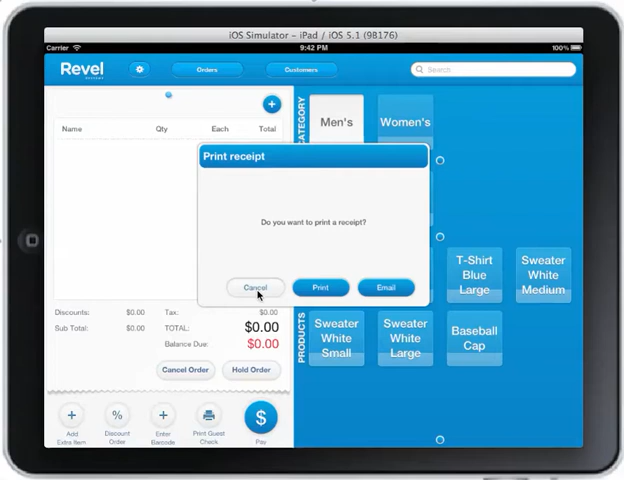 iOS Simulator – iPad / iOS 5.1 (9B176)
Carrier
9:42 PM
100%
Revel
SYSTEMS
Orders
Customers
Search
Name Qty Each Total
CATEGORY
Men's
Women's
Print receipt
Do you want to print a receipt?
Cancel
Print
Email
T-Shirt
Blue
Large
Sweater
White
Medium
Discounts: $0.00 Tax: $0.00
Sub Total: $0.00 TOTAL: $0.00
Balance Due: $0.00
Cancel Order
Hold Order
PRODUCTS
Sweater
White
Small
Sweater
White
Large
Baseball
Cap
Add
Extra Item
%
Discount
Order
Enter
Barcode
Print Guest
Check
$
Pay